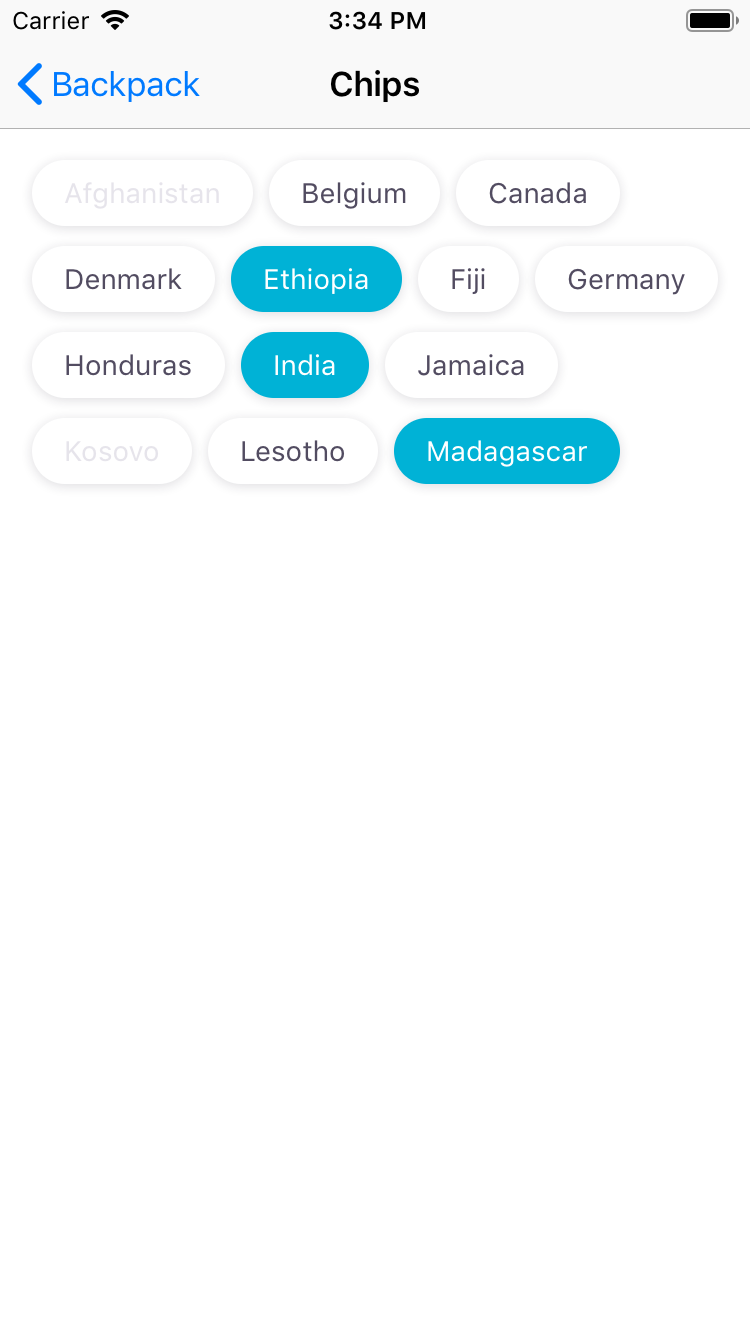 Carrier 3:34 PM
Backpack Chips
Afghanistan Belgium Canada
Denmark Ethiopia Fiji Germany
Honduras India Jamaica
Kosovo Lesotho Madagascar